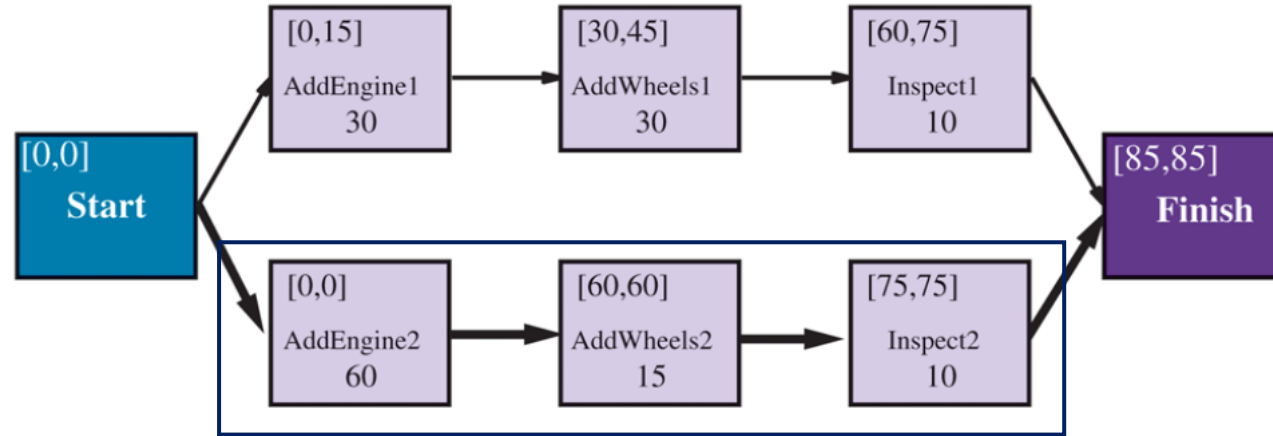 [0,0]
Start
[0,15]
AddEngine1
30
[30,45]
AddWheels1
30
[60,75]
Inspect1
10
[0,0]
AddEngine2
60
[60,60]
AddWheels2
15
[75,75]
Inspect2
10
[85,85]
Finish